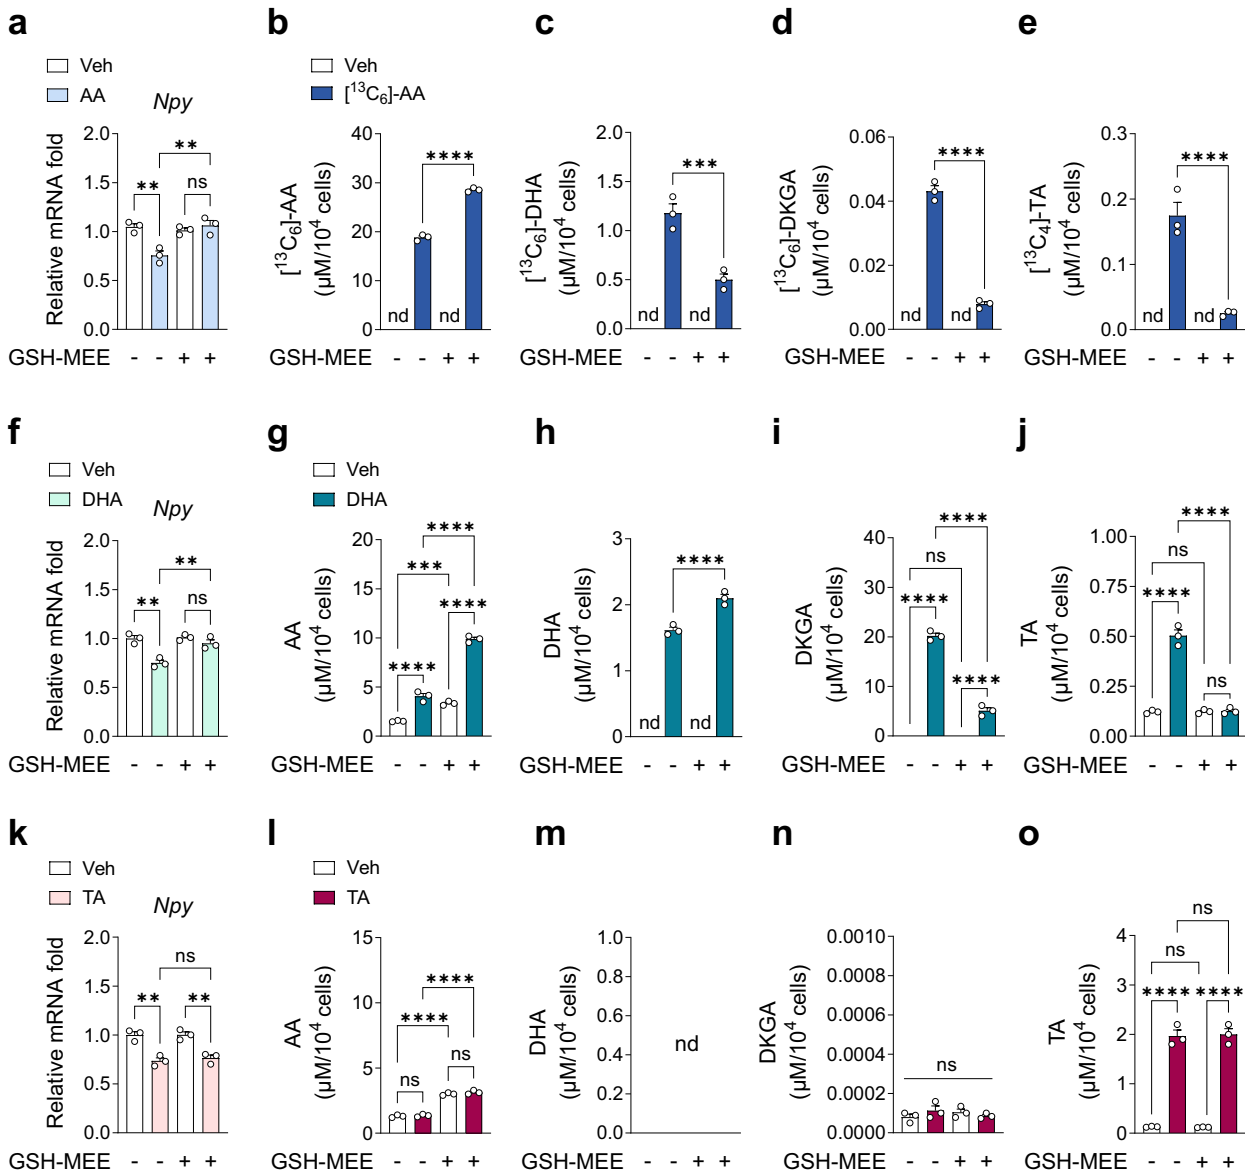 a
Veh
AA
Npy
Relative mRNA fold
2.0
1.5
1.0
0.5
0.0
**
**
ns
GSH-MEE - - + +
b
Veh
[¹³C₆]-AA
[¹³C₆]-AA
(µM/10⁴ cells)
40
30
20
10
0
****
nd
nd
- - + +
c
[¹³C₆]-DHA
(µM/10⁴ cells)
2.0
1.5
1.0
0.5
0.0
***
nd
nd
- - + +
d
[¹³C₆]-DKGA
(µM/10⁴ cells)
0.06
0.04
0.02
0.00
****
nd
nd
- - + +
e
[¹³C₄]-TA
(µM/10⁴ cells)
0.3
0.2
0.1
0.0
****
nd
nd
- - + +
f
Veh
DHA
Npy
Relative mRNA fold
2.0
1.5
1.0
0.5
0.0
**
**
ns
GSH-MEE - - + +
g
Veh
DHA
AA
(µM/10⁴ cells)
20
15
10
5
0
****
***
****
****
GSH-MEE - - + +
h
DHA
(µM/10⁴ cells)
3
2
1
0
****
nd
nd
GSH-MEE - - + +
i
DKGA
(µM/10⁴ cells)
40
30
20
10
0
****
ns
****
****
GSH-MEE - - + +
j
TA
(µM/10⁴ cells)
1.00
0.75
0.50
0.25
0.00
****
ns
****
ns
GSH-MEE - - + +
k
Veh
TA
Npy
Relative mRNA fold
2.0
1.5
1.0
0.5
0.0
ns
**
**
GSH-MEE - - + +
l
Veh
TA
AA
(µM/10⁴ cells)
15
10
5
0
****
****
ns
ns
GSH-MEE - - + +
m
DHA
(µM/10⁴ cells)
1.0
0.8
0.6
0.4
0.2
0.0
nd
GSH-MEE - - + +
n
DKGA
(µM/10⁴ cells)
0.0010
0.0008
0.0006
0.0004
0.0002
0.0000
ns
GSH-MEE - - + +
o
TA
(µM/10⁴ cells)
4
3
2
1
0
ns
ns
****
****
GSH-MEE - - + +